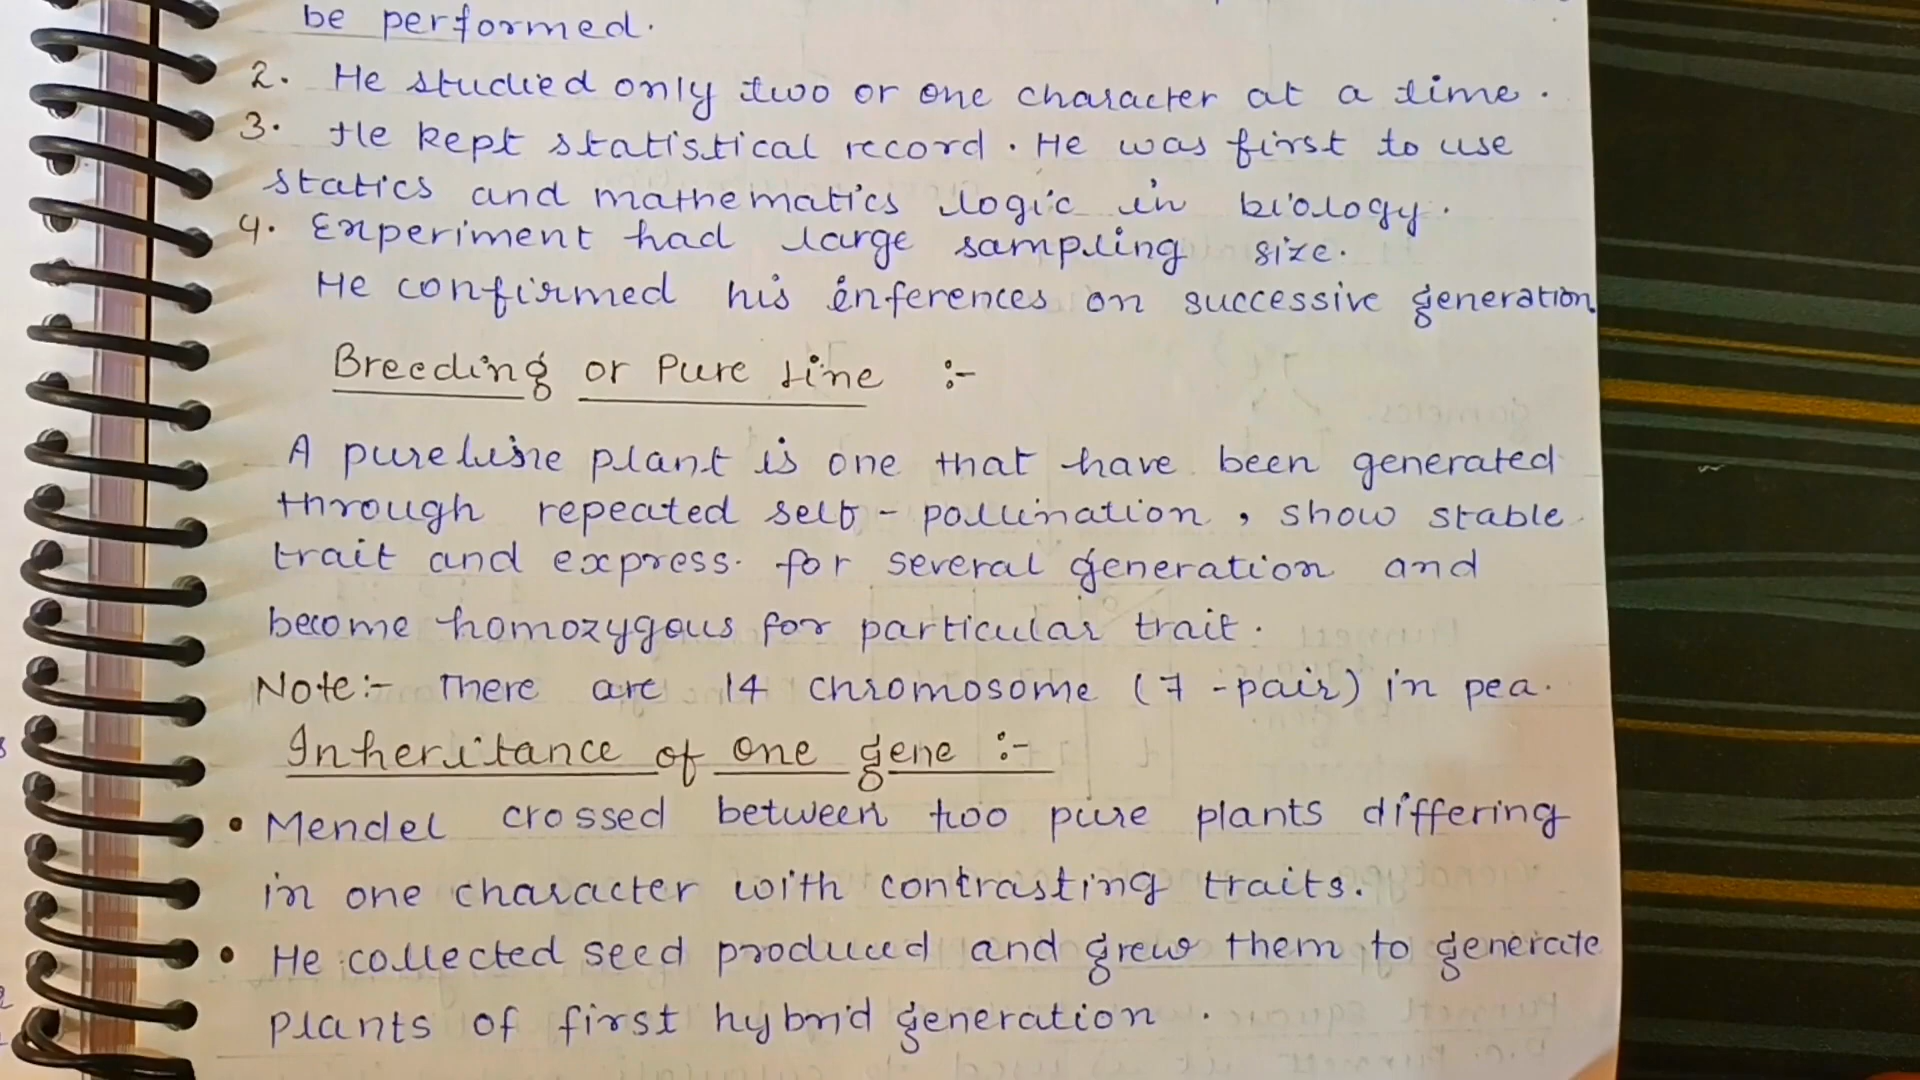 be performed.
2. He studied only two or one character at a time.
3. He kept statistical record. He was first to use
statics and mathematics logic in biology.
4. Experiment had large sampling size.
He confirmed his inferences on successive generation
Breeding or Pure line :-
A pureline plant is one that have been generated
through repeated self - pollination, show stable
trait and express. for several generation and
become homozygous for particular trait.
Note:- There are 14 chromosome (7 -pair) in pea.
Inheritance of one gene :-
• Mendel crossed between two pure plants differing
in one character with contrasting traits.
• He collected seed produced and grew them to generate
plants of first hybrid generation.